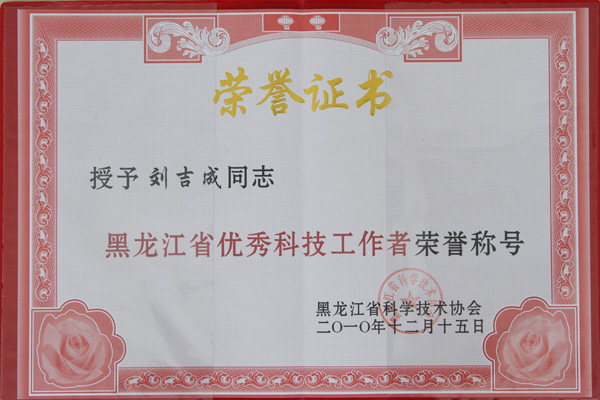 荣誉证书
授予刘吉成同志
黑龙江省优秀科技工作者荣誉称号
黑龙江省科学技术协会
二〇一〇年十二月十五日